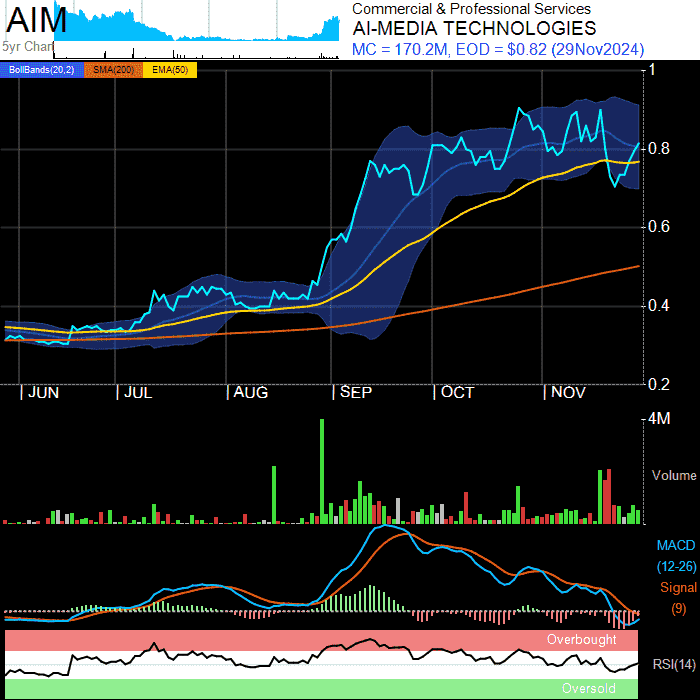 AIM
5yr Chart
Commercial & Professional Services
AI-MEDIA TECHNOLOGIES
MC = 170.2M, EOD = $0.82 (29Nov2024)
BollBands(20,2) SMA(200) EMA(50)
1
0.8
0.6
0.4
0.2
JUN JUL AUG SEP OCT NOV
4M
Volume
MACD
(12-26)
Signal
(9)
Overbought
RSI(14)
Oversold